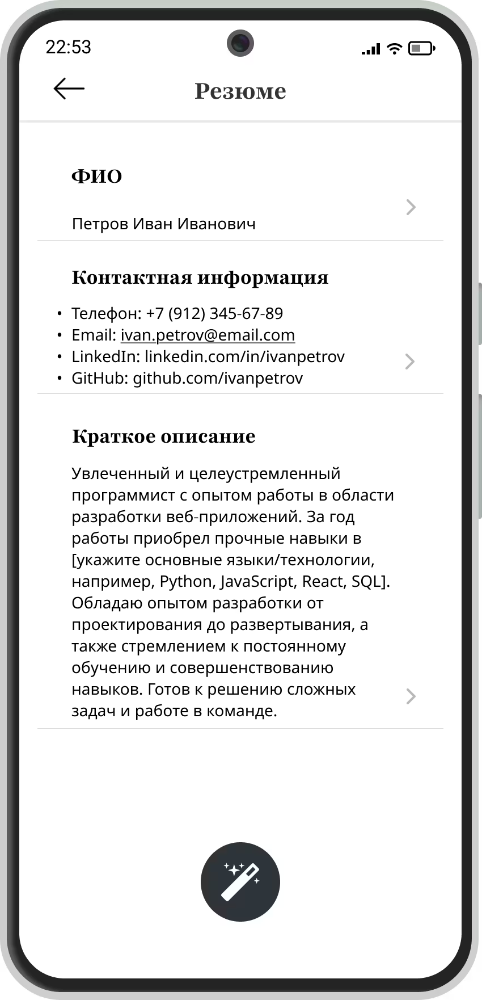 22:53
Резюме
ФИО
Петров Иван Иванович
Контактная информация
• Телефон: +7 (912) 345-67-89
• Email: ivan.petrov@email.com
• LinkedIn: linkedin.com/in/ivanpetrov
• GitHub: github.com/ivanpetrov
Краткое описание
Увлеченный и целеустремленный
программист с опытом работы в области
разработки веб-приложений. За год
работы приобрел прочные навыки в
[укажите основные языки/технологии,
например, Python, JavaScript, React, SQL].
Обладаю опытом разработки от
проектирования до развертывания, а
также стремлением к постоянному
обучению и совершенствованию
навыков. Готов к решению сложных
задач и работе в команде.